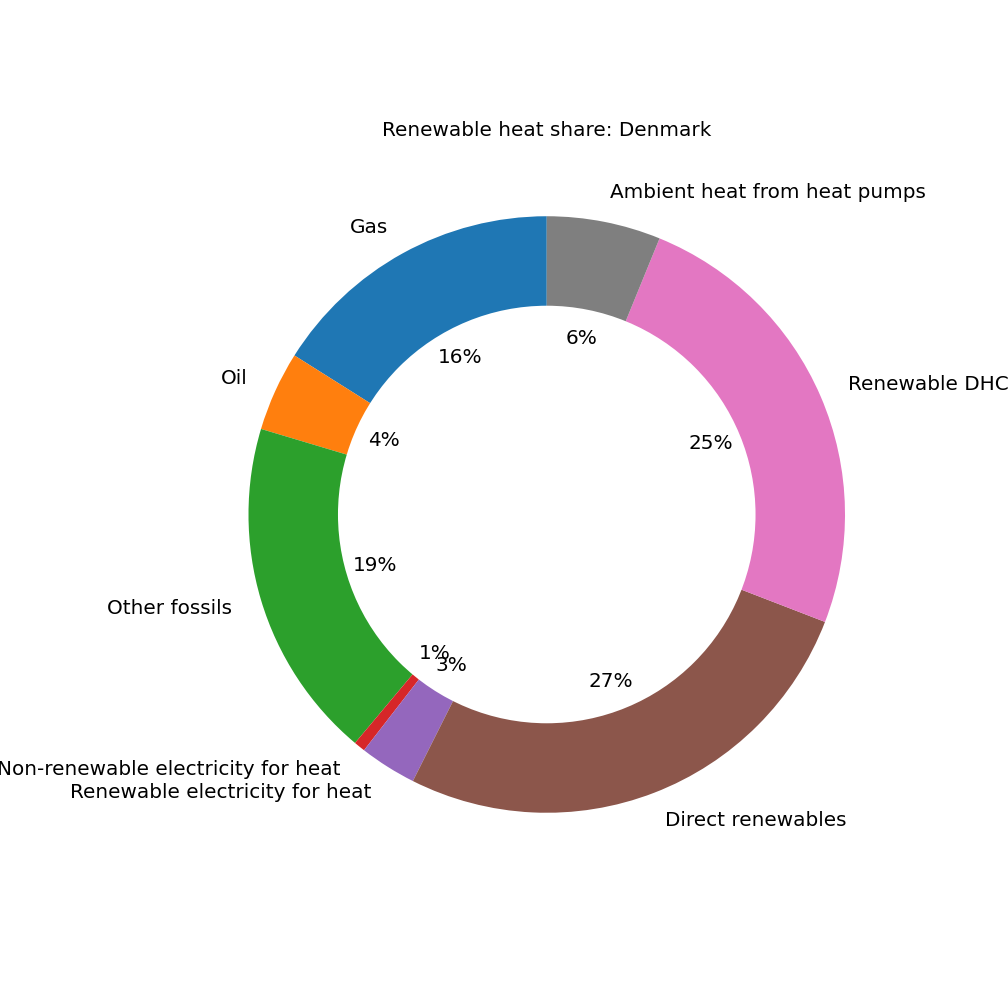 Renewable heat share: Denmark
Ambient heat from heat pumps
Gas
6%
16%
Oil
Renewable DHC
4%
25%
19%
Other fossils
1%
3%
27%
Non-renewable electricity for heat
Renewable electricity for heat
Direct renewables